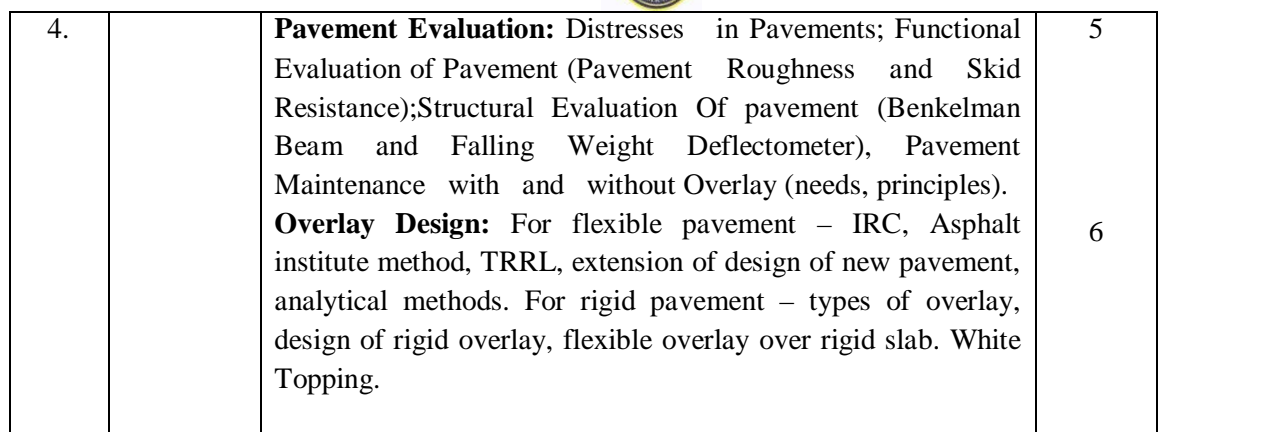 4. Pavement Evaluation: Distresses in Pavements; Functional 5
Evaluation of Pavement (Pavement Roughness and Skid
Resistance);Structural Evaluation Of pavement (Benkelman
Beam and Falling Weight Deflectometer), Pavement
Maintenance with and without Overlay (needs, principles).
Overlay Design: For flexible pavement – IRC, Asphalt 6
institute method, TRRL, extension of design of new pavement,
analytical methods. For rigid pavement – types of overlay,
design of rigid overlay, flexible overlay over rigid slab. White
Topping.